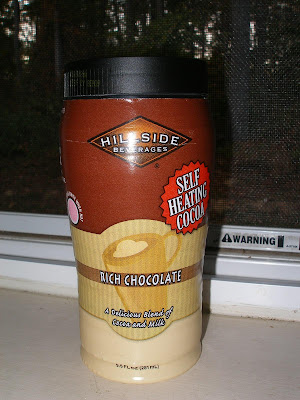 HILLSIDE
BEVERAGES
SELF
HEATING
COCOA
WARNING
RICH CHOCOLATE
A Delicious Blend of
Cocoa and Milk